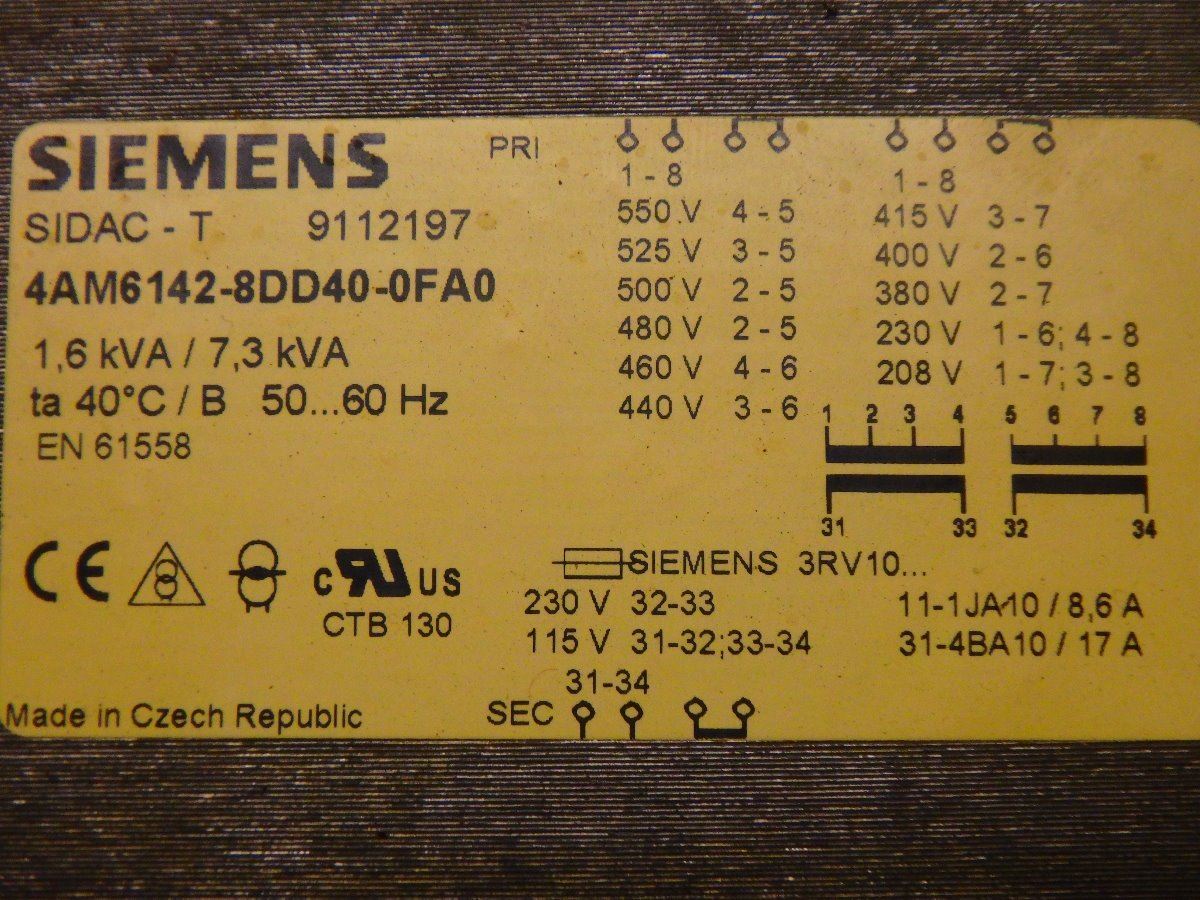 SIEMENS
SIDAC - T 9112197
4AM6142-8DD40-0FA0
1,6 kVA / 7,3 kVA
ta 40°C / B 50...60 Hz
EN 61558
PRI
1 - 8
550 V 4 - 5
525 V 3 - 5
500 V 2 - 5
480 V 2 - 5
460 V 4 - 6
440 V 3 - 6
1 - 8
415 V 3 - 7
400 V 2 - 6
380 V 2 - 7
230 V 1 - 6; 4 - 8
208 V 1 - 7; 3 - 8
1 2 3 4 5 6 7 8
31 33 32 34
CE
c RU US
CTB 130
SIEMENS 3RV10...
230 V 32-33 11-1JA10 / 8,6 A
115 V 31-32;33-34 31-4BA10 / 17 A
31-34
SEC
Made in Czech Republic